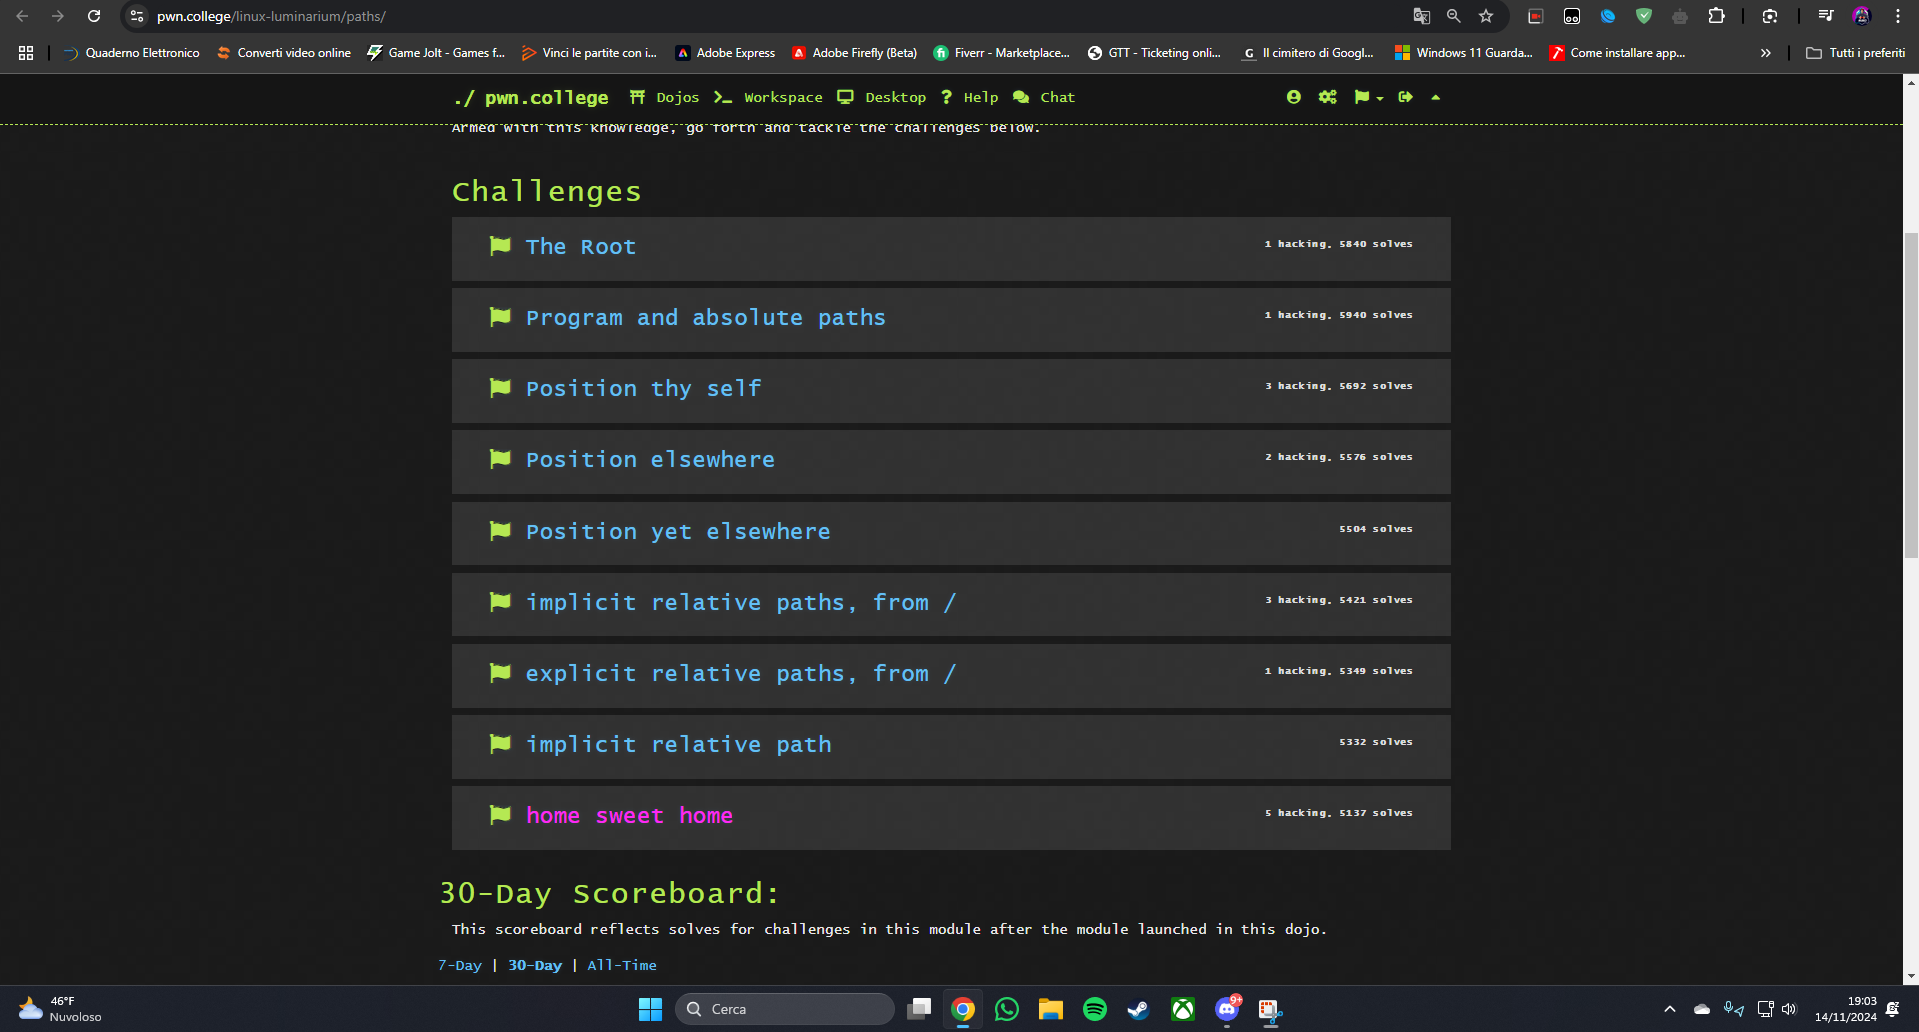 pwn.college/linux-luminarium/paths/
Quaderno Elettronico
Converti video online
Game Jolt - Games f...
Vinci le partite con i...
Adobe Express
Adobe Firefly (Beta)
Fiverr - Marketplace...
GTT - Ticketing onli...
Il cimitero di Googl...
Windows 11 Guarda...
Come installare app...
»
Tutti i preferiti
./ pwn.college
Dojos
Workspace
Desktop
Help
Chat
Armed with this knowledge, go forth and tackle the challenges below.
Challenges
The Root
1 hacking, 5840 solves
Program and absolute paths
1 hacking, 5940 solves
Position thy self
3 hacking, 5692 solves
Position elsewhere
2 hacking, 5576 solves
Position yet elsewhere
5504 solves
implicit relative paths, from /
3 hacking, 5421 solves
explicit relative paths, from /
1 hacking, 5349 solves
implicit relative path
5332 solves
home sweet home
5 hacking, 5137 solves
30-Day Scoreboard:
This scoreboard reflects solves for challenges in this module after the module launched in this dojo.
7-Day | 30-Day | All-Time
46°F
Nuvoloso
Cerca
9+
19:03
14/11/2024